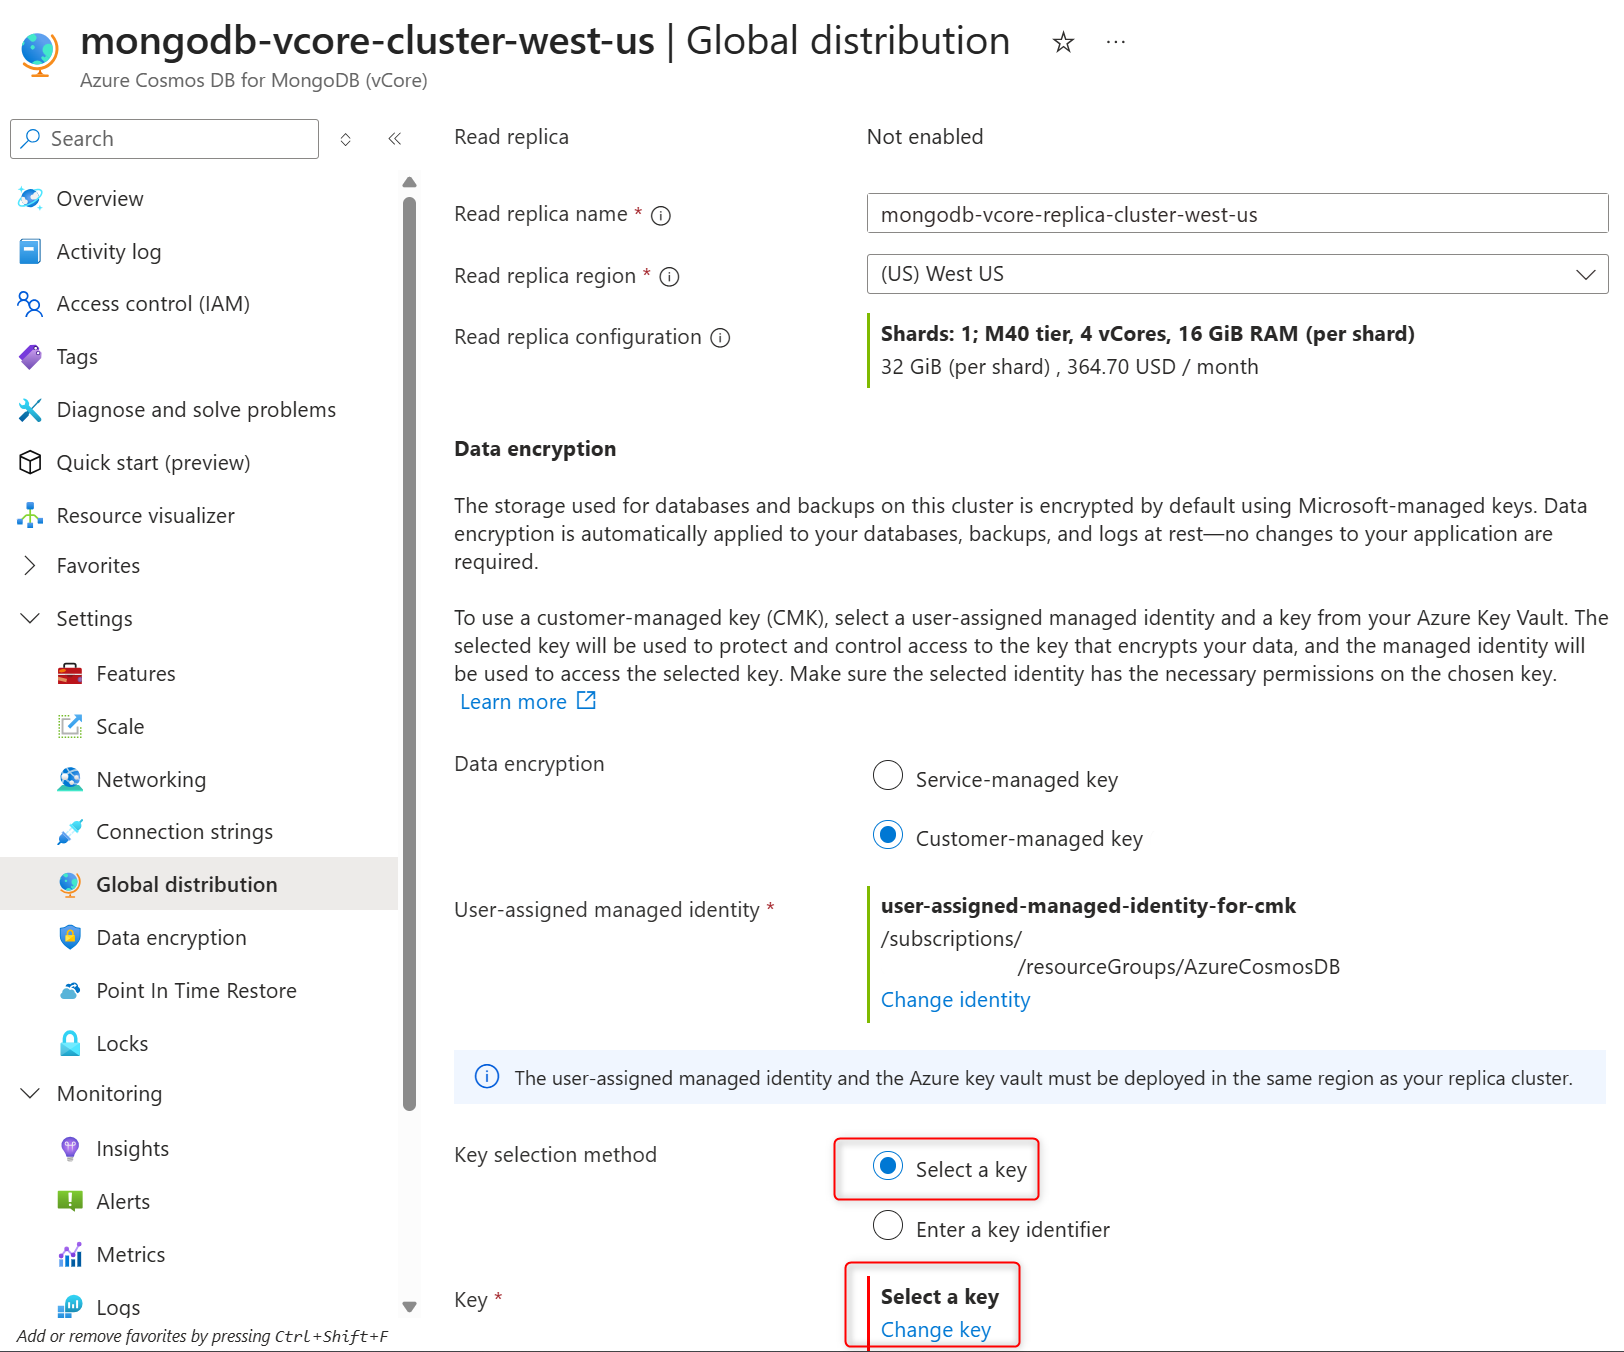 mongodb-vcore-cluster-west-us | Global distribution
Azure Cosmos DB for MongoDB (vCore)
Search
Overview
Activity log
Access control (IAM)
Tags
Diagnose and solve problems
Quick start (preview)
Resource visualizer
Favorites
Settings
Features
Scale
Networking
Connection strings
Global distribution
Data encryption
Point In Time Restore
Locks
Monitoring
Insights
Alerts
Metrics
Logs
Add or remove favorites by pressing Ctrl+Shift+F
Read replica
Not enabled
Read replica name *
mongodb-vcore-replica-cluster-west-us
Read replica region *
(US) West US
Read replica configuration
Shards: 1; M40 tier, 4 vCores, 16 GiB RAM (per shard)
32 GiB (per shard) , 364.70 USD / month
Data encryption
The storage used for databases and backups on this cluster is encrypted by default using Microsoft-managed keys. Data
encryption is automatically applied to your databases, backups, and logs at rest—no changes to your application are
required.
To use a customer-managed key (CMK), select a user-assigned managed identity and a key from your Azure Key Vault. The
selected key will be used to protect and control access to the key that encrypts your data, and the managed identity will
be used to access the selected key. Make sure the selected identity has the necessary permissions on the chosen key.
Learn more
Data encryption
Service-managed key
Customer-managed key
User-assigned managed identity *
user-assigned-managed-identity-for-cmk
/subscriptions/
/resourceGroups/AzureCosmosDB
Change identity
The user-assigned managed identity and the Azure key vault must be deployed in the same region as your replica cluster.
Key selection method
Select a key
Enter a key identifier
Key *
Select a key
Change key